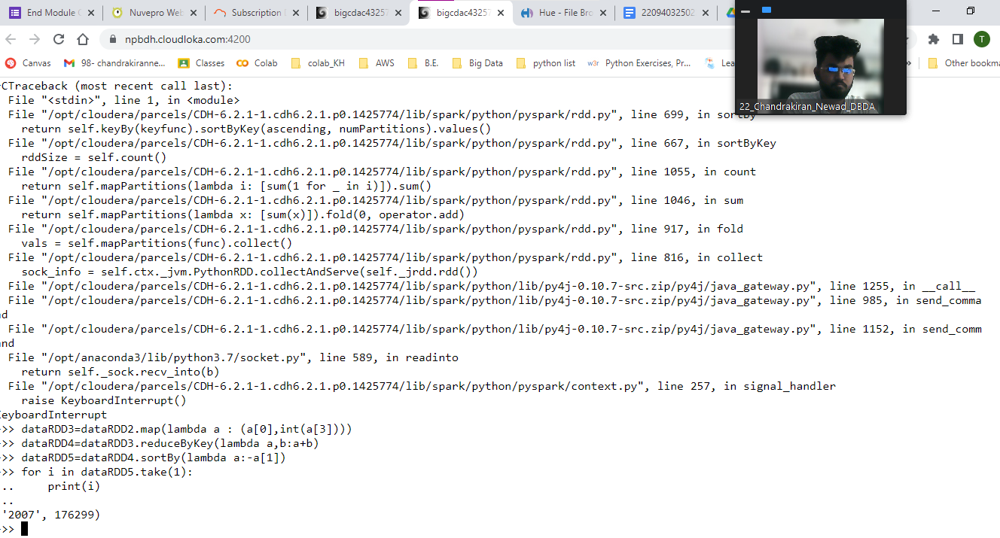 End Module
Nuvepro Web
Subscription
bigcdac4325
bigcdac4325
Hue - File Bro
22094032502
npbdh.cloudloka.com:4200
T
Canvas
98- chandrakiranne...
Classes
Colab
colab_KH
AWS
B.E.
Big Data
python list
w3r
Python Exercises, Pr...
Lea
Other bookma
22_Chandrakiran_Newad_DBDA
CTraceback (most recent call last):
File "<stdin>", line 1, in <module>
File "/opt/cloudera/parcels/CDH-6.2.1-1.cdh6.2.1.p0.1425774/lib/spark/python/pyspark/rdd.py", line 699, in sortBy
return self.keyBy(keyfunc).sortByKey(ascending, numPartitions).values()
File "/opt/cloudera/parcels/CDH-6.2.1-1.cdh6.2.1.p0.1425774/lib/spark/python/pyspark/rdd.py", line 667, in sortByKey
rddSize = self.count()
File "/opt/cloudera/parcels/CDH-6.2.1-1.cdh6.2.1.p0.1425774/lib/spark/python/pyspark/rdd.py", line 1055, in count
return self.mapPartitions(lambda i: [sum(1 for _ in i)]).sum()
File "/opt/cloudera/parcels/CDH-6.2.1-1.cdh6.2.1.p0.1425774/lib/spark/python/pyspark/rdd.py", line 1046, in sum
return self.mapPartitions(lambda x: [sum(x)]).fold(0, operator.add)
File "/opt/cloudera/parcels/CDH-6.2.1-1.cdh6.2.1.p0.1425774/lib/spark/python/pyspark/rdd.py", line 917, in fold
vals = self.mapPartitions(func).collect()
File "/opt/cloudera/parcels/CDH-6.2.1-1.cdh6.2.1.p0.1425774/lib/spark/python/pyspark/rdd.py", line 816, in collect
sock_info = self.ctx._jvm.PythonRDD.collectAndServe(self._jrdd.rdd())
File "/opt/cloudera/parcels/CDH-6.2.1-1.cdh6.2.1.p0.1425774/lib/spark/python/lib/py4j-0.10.7-src.zip/py4j/java_gateway.py", line 1255, in __call__
File "/opt/cloudera/parcels/CDH-6.2.1-1.cdh6.2.1.p0.1425774/lib/spark/python/lib/py4j-0.10.7-src.zip/py4j/java_gateway.py", line 985, in send_comma
nd
File "/opt/cloudera/parcels/CDH-6.2.1-1.cdh6.2.1.p0.1425774/lib/spark/python/lib/py4j-0.10.7-src.zip/py4j/java_gateway.py", line 1152, in send_comm
and
File "/opt/anaconda3/lib/python3.7/socket.py", line 589, in readinto
return self._sock.recv_into(b)
File "/opt/cloudera/parcels/CDH-6.2.1-1.cdh6.2.1.p0.1425774/lib/spark/python/pyspark/context.py", line 257, in signal_handler
raise KeyboardInterrupt()
KeyboardInterrupt
>>> dataRDD3=dataRDD2.map(lambda a : (a[0],int(a[3])))
>>> dataRDD4=dataRDD3.reduceByKey(lambda a,b:a+b)
>>> dataRDD5=dataRDD4.sortBy(lambda a:-a[1])
>>> for i in dataRDD5.take(1):
..     print(i)
..
'2007', 176299)
>>>